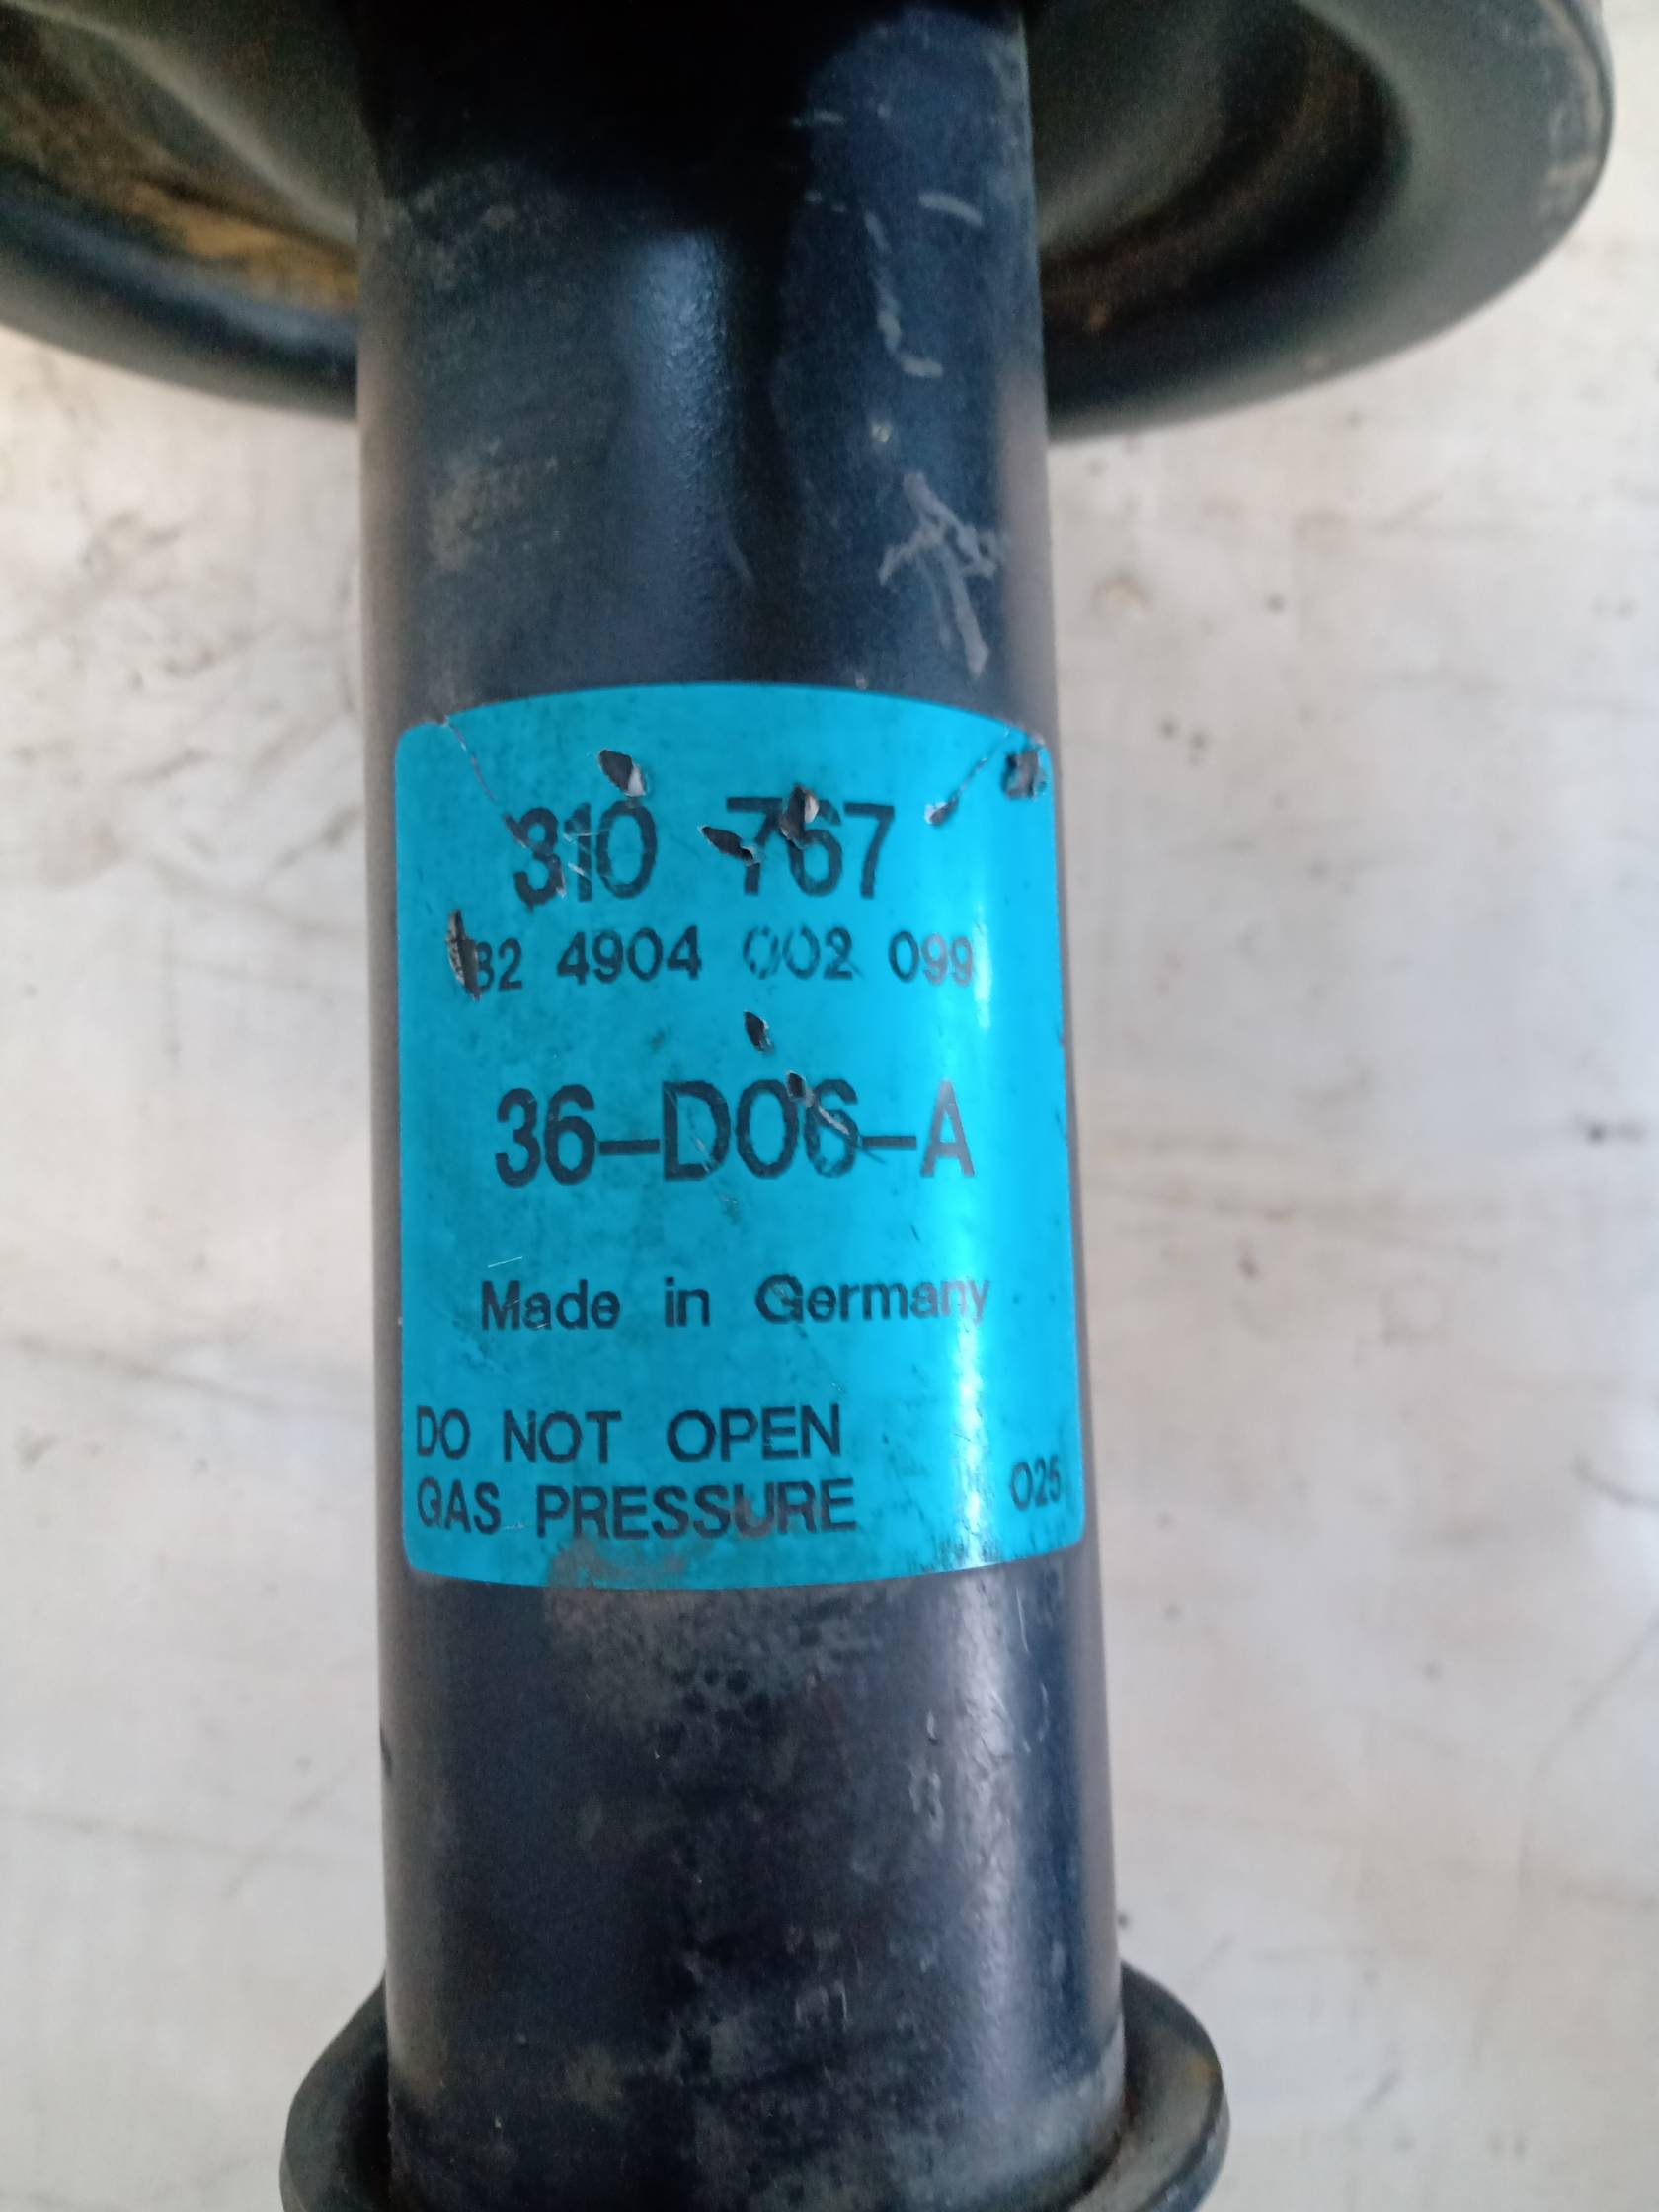 310 767
32 4904 002 099
36-D06-A
Made in Germany
DO NOT OPEN
GAS PRESSURE
025